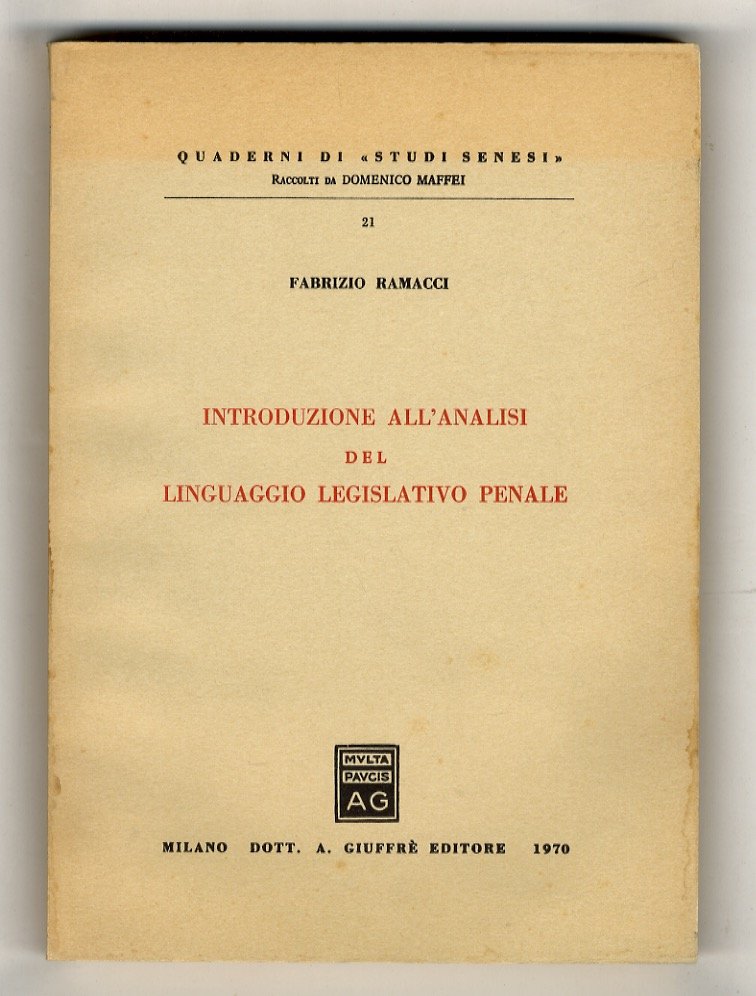 QUADERNI DI «STUDI SENESI»
RACCOLTI DA DOMENICO MAFFEI
21
FABRIZIO RAMACCI
INTRODUZIONE ALL'ANALISI
DEL
LINGUAGGIO LEGISLATIVO PENALE
MVLTA
PAVCIS
AG
MILANO DOTT. A. GIUFFRÈ EDITORE 1970